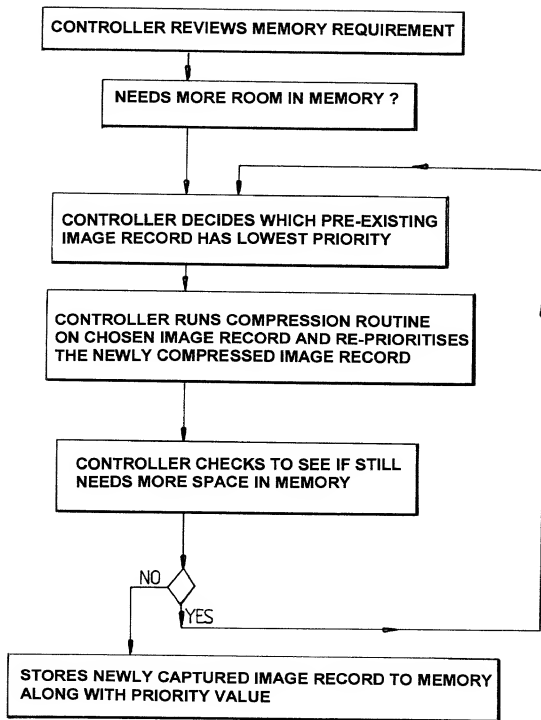 CONTROLLER REVIEWS MEMORY REQUIREMENT
NEEDS MORE ROOM IN MEMORY ?
CONTROLLER DECIDES WHICH PRE-EXISTING
IMAGE RECORD HAS LOWEST PRIORITY
CONTROLLER RUNS COMPRESSION ROUTINE
ON CHOSEN IMAGE RECORD AND RE-PRIORITISES
THE NEWLY COMPRESSED IMAGE RECORD
CONTROLLER CHECKS TO SEE IF STILL
NEEDS MORE SPACE IN MEMORY
NO
YES
STORES NEWLY CAPTURED IMAGE RECORD TO MEMORY
ALONG WITH PRIORITY VALUE